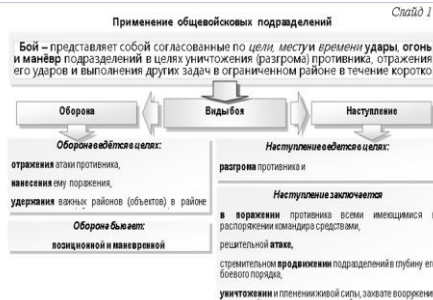 Слайд 1
Применение общевойсковых подразделений
Бой – представляет собой согласованные по цели, месту и времени удары, огонь
и манёвр подразделений в целях уничтожения (разгрома) противника, отражения
его ударов и выполнения других задач в ограниченном районе в течение коротко
Оборона
Виды боя
Наступление
Оборона ведётся в целях:
отражения атаки противника,
нанесения ему поражения,
удержания важных районов (объектов) в районе
Оборона бывает:
позиционной и маневренной
Наступление ведется в целях:
разгрома противника и
Наступление заключается
в поражении противника всеми имеющимися в
распоряжении командира средствами,
решительной атаке,
стремительном продвижении подразделений в глубину его
боевого порядка,
уничтожении и пленении живой силы, захвате вооружения